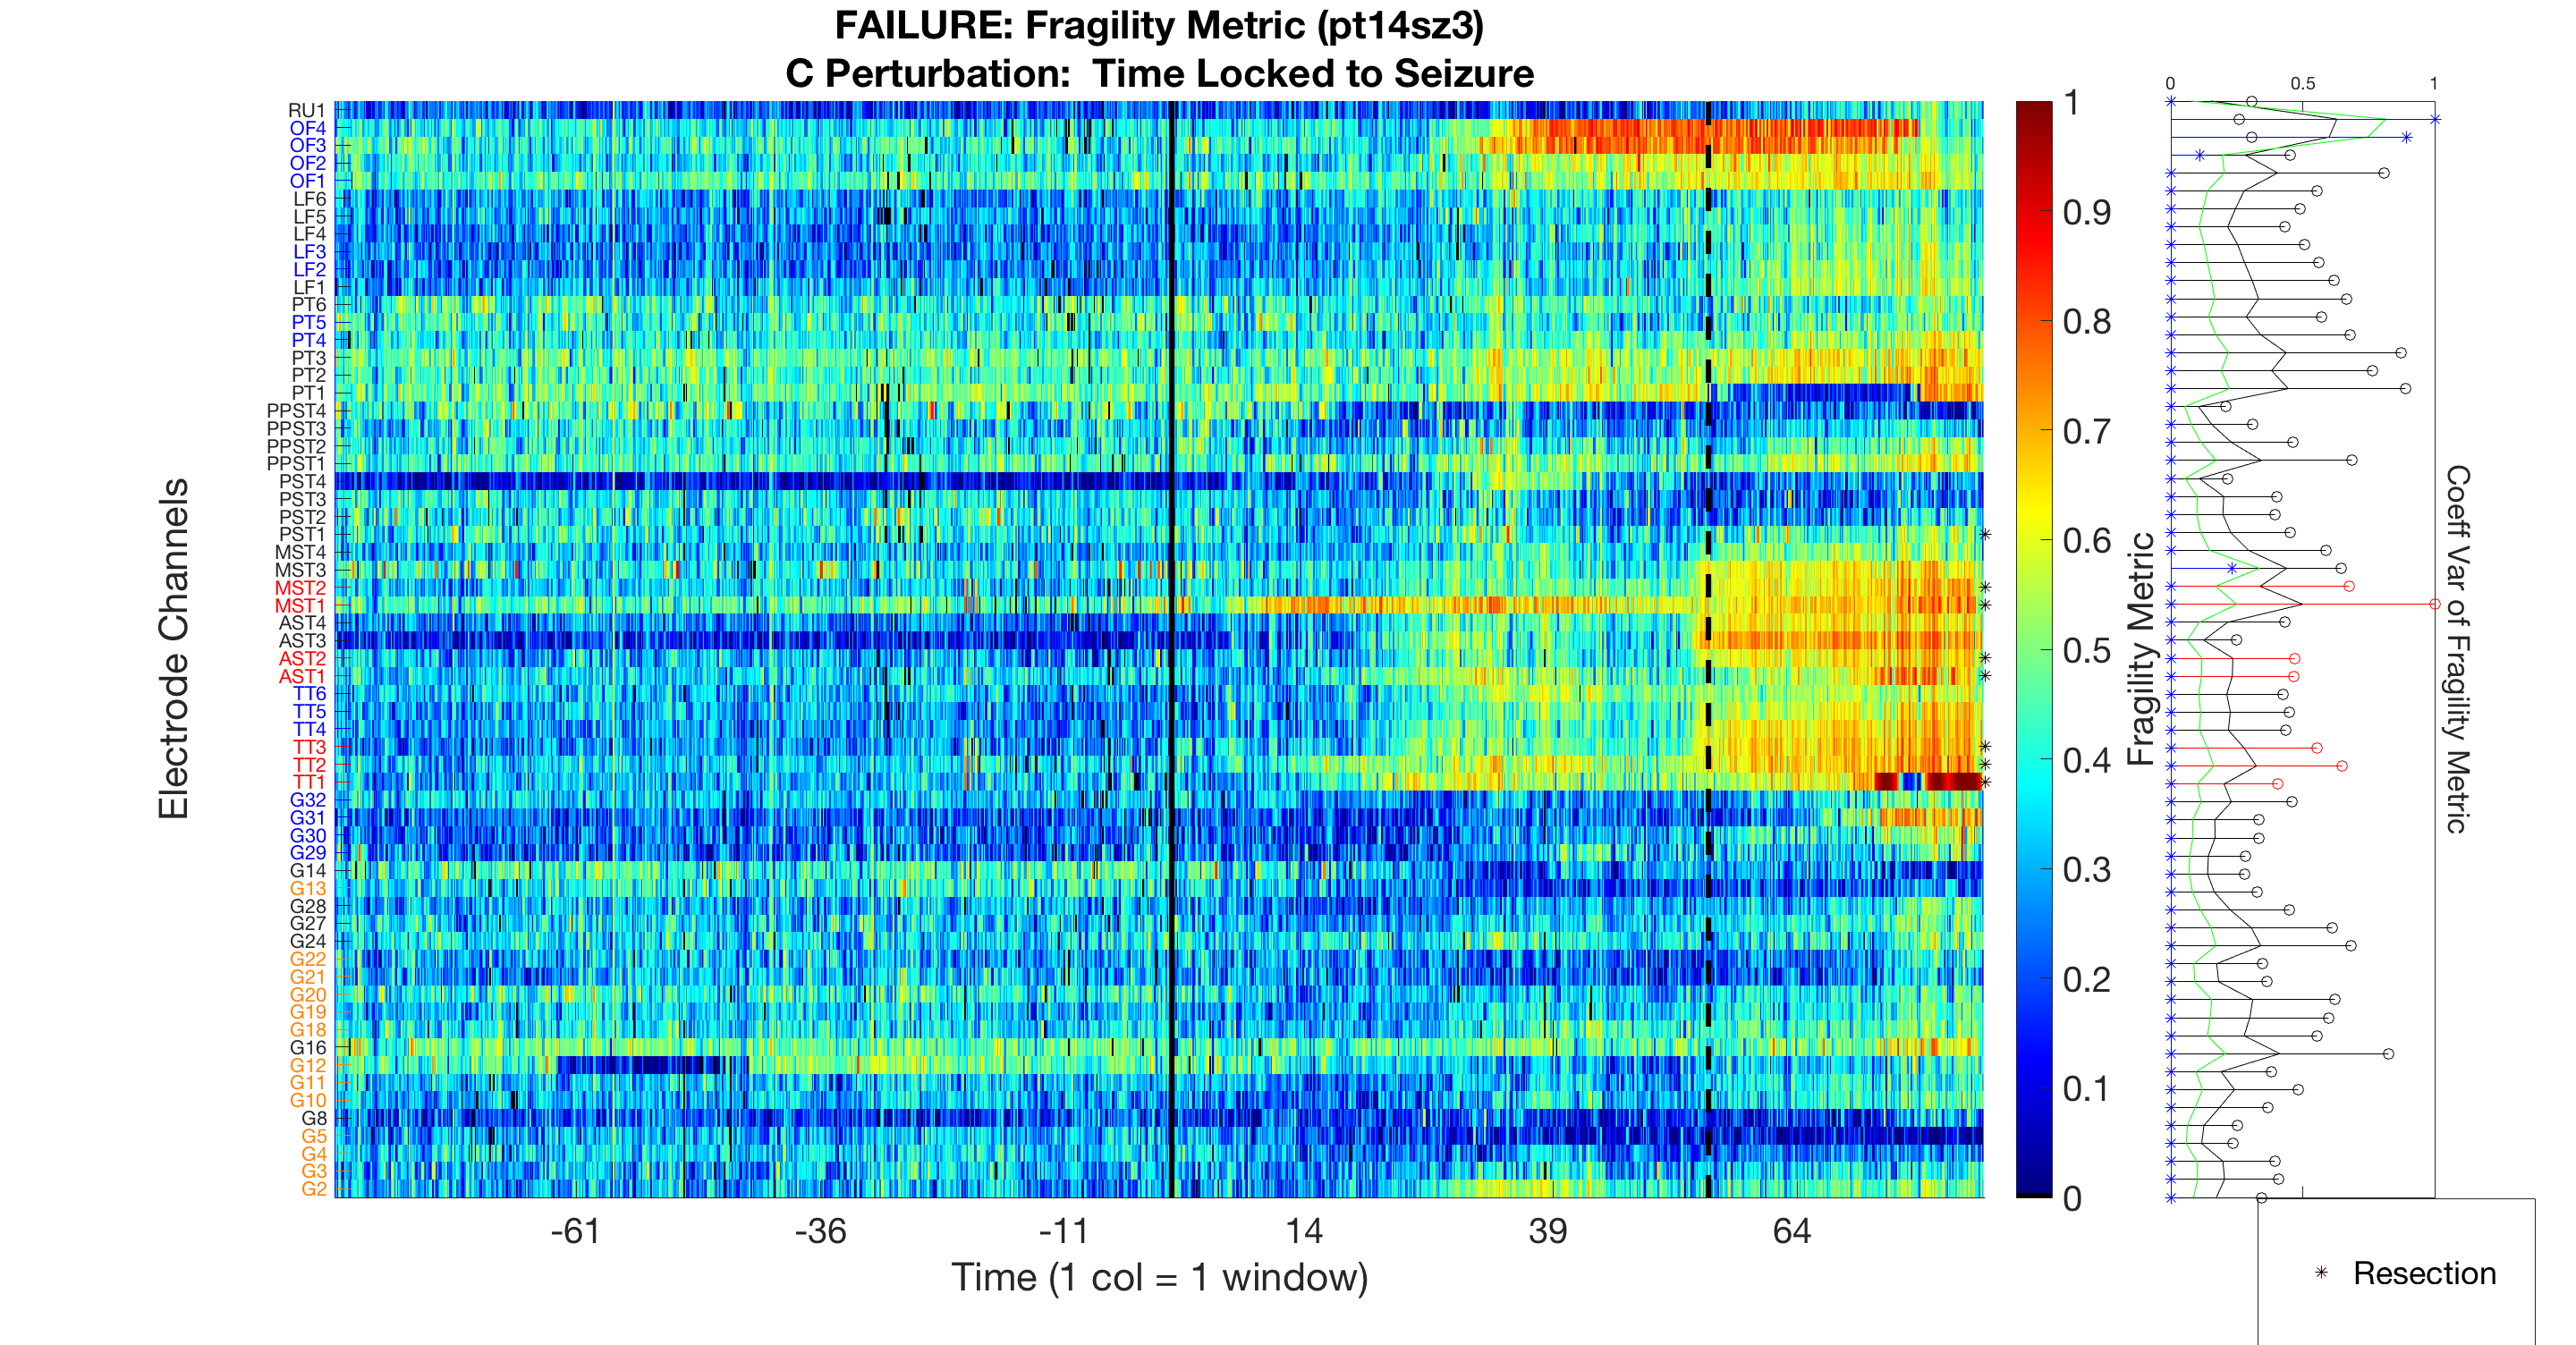 FAILURE: Fragility Metric (pt14sz3)
C Perturbation:  Time Locked to Seizure
Electrode Channels
RU1
OF4
OF3
OF2
OF1
LF6
LF5
LF4
LF3
LF2
LF1
PT6
PT5
PT4
PT3
PT2
PT1
PPST4
PPST3
PPST2
PPST1
PST4
PST3
PST2
PST1
MST4
MST3
MST2
MST1
AST4
AST3
AST2
AST1
TT6
TT5
TT4
TT3
TT2
TT1
G32
G31
G30
G29
G14
G13
G28
G27
G24
G22
G21
G20
G19
G18
G16
G12
G11
G10
G8
G5
G4
G3
G2
-61 -36 -11 14 39 64
Time (1 col = 1 window)
1
0.9
0.8
0.7
0.6
0.5
0.4
0.3
0.2
0.1
0
Fragility Metric
0 0.5 1
Coeff Var of Fragility Metric
* Resection